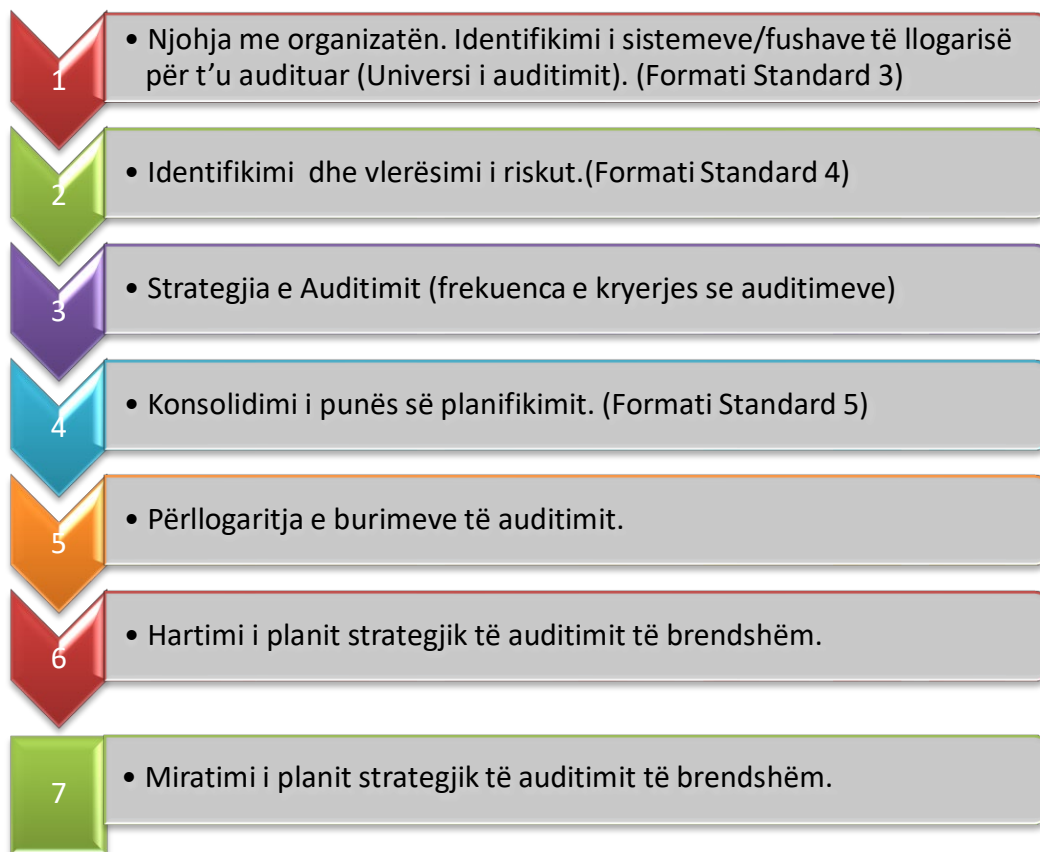 1
• Njohja me organizatën. Identifikimi i sistemeve/fushave të llogarisë
për t’u audituar (Universi i auditimit). (Formati Standard 3)
2
• Identifikimi dhe vlerësimi i riskut.(Formati Standard 4)
3
• Strategjia e Auditimit (frekuenca e kryerjes se auditimeve)
4
• Konsolidimi i punës së planifikimit. (Formati Standard 5)
5
• Përllogaritja e burimeve të auditimit.
6
• Hartimi i planit strategjik të auditimit të brendshëm.
7
• Miratimi i planit strategjik të auditimit të brendshëm.